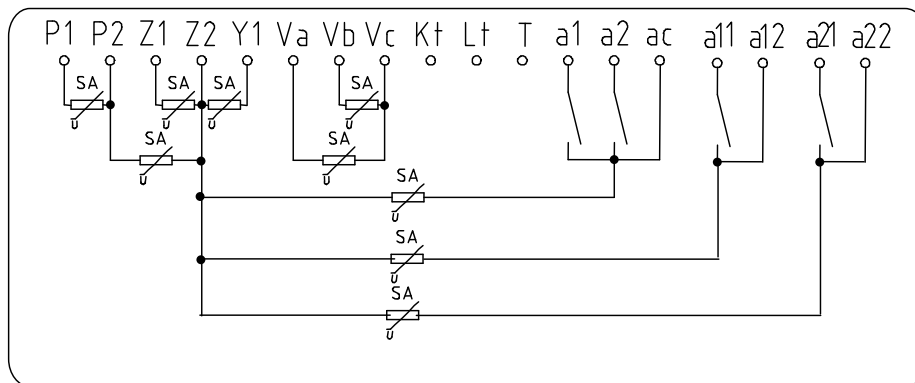 P1 P2 Z1 Z2 Y1 Va Vb Vc Kt Lt T a1 a2 ac a11 a12 a21 a22
SA SA SA SA
U U U U
SA SA
U U
SA
U
SA
U
SA
U